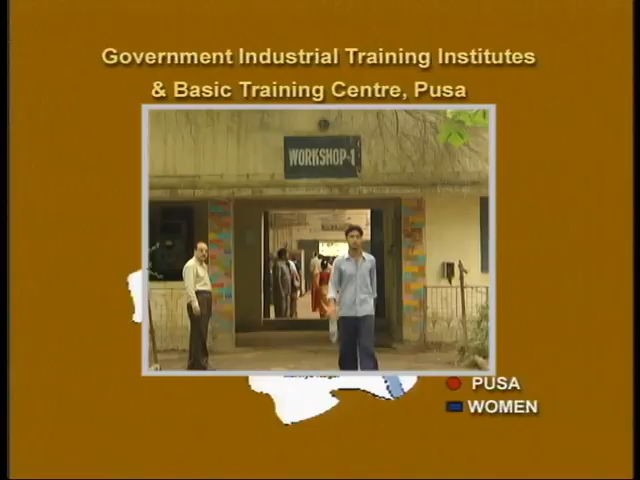 Government Industrial Training Institutes
& Basic Training Centre, Pusa
WORKSHOP-1
PUSA
WOMEN